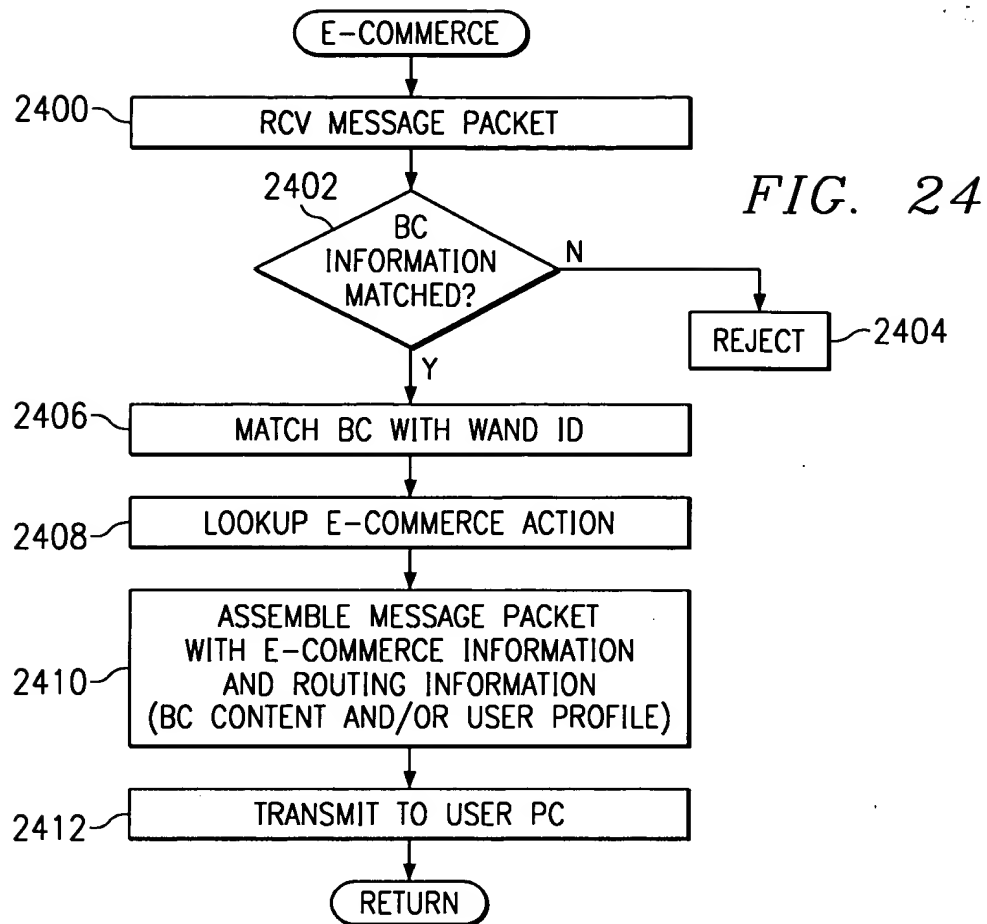 E-COMMERCE
2400
RCV MESSAGE PACKET
2402
BC
INFORMATION
MATCHED?
N
FIG. 24
REJECT
2404
Y
2406
MATCH BC WITH WAND ID
2408
LOOKUP E-COMMERCE ACTION
2410
ASSEMBLE MESSAGE PACKET
WITH E-COMMERCE INFORMATION
AND ROUTING INFORMATION
(BC CONTENT AND/OR USER PROFILE)
2412
TRANSMIT TO USER PC
RETURN